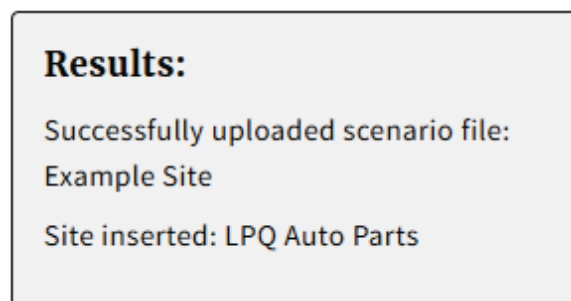 Results:
Successfully uploaded scenario file:
Example Site
Site inserted: LPQ Auto Parts